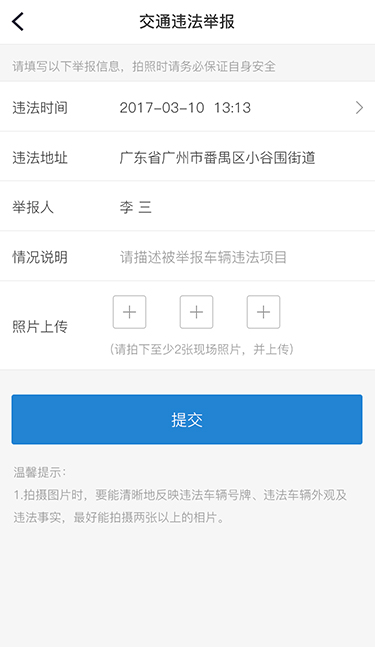 交通违法举报
请填写以下举报信息，拍照时请务必保证自身安全
违法时间 2017-03-10 13:13
违法地址 广东省广州市番禺区小谷围街道
举报人 李 三
情况说明 请描述被举报车辆违法项目
照片上传
（请拍下至少2张现场照片，并上传）
提交
温馨提示：
1.拍摄图片时，要能清晰地反映违法车辆号牌、违法车辆外观及
违法事实，最好能拍摄两张以上的相片。